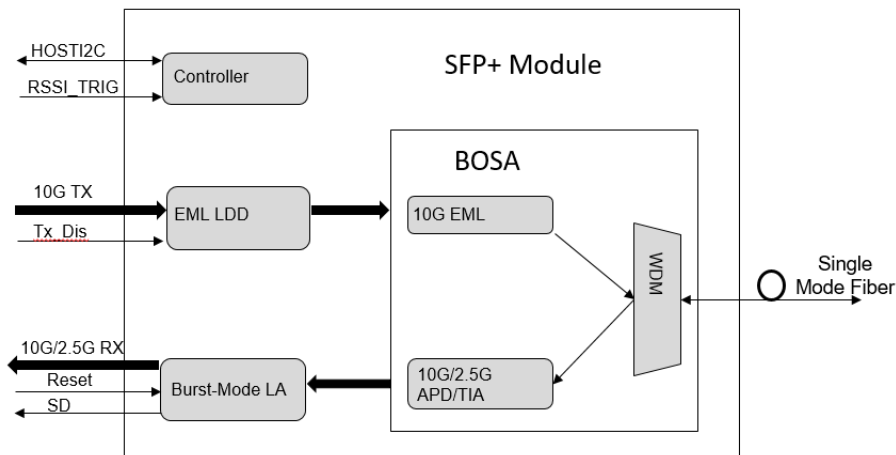 HOSTI2C
RSSI_TRIG
Controller
SFP+ Module
BOSA
10G TX
Tx_Dis
EML LDD
10G EML
WDM
Single
Mode Fiber
10G/2.5G RX
Reset
SD
Burst-Mode LA
10G/2.5G
APD/TIA